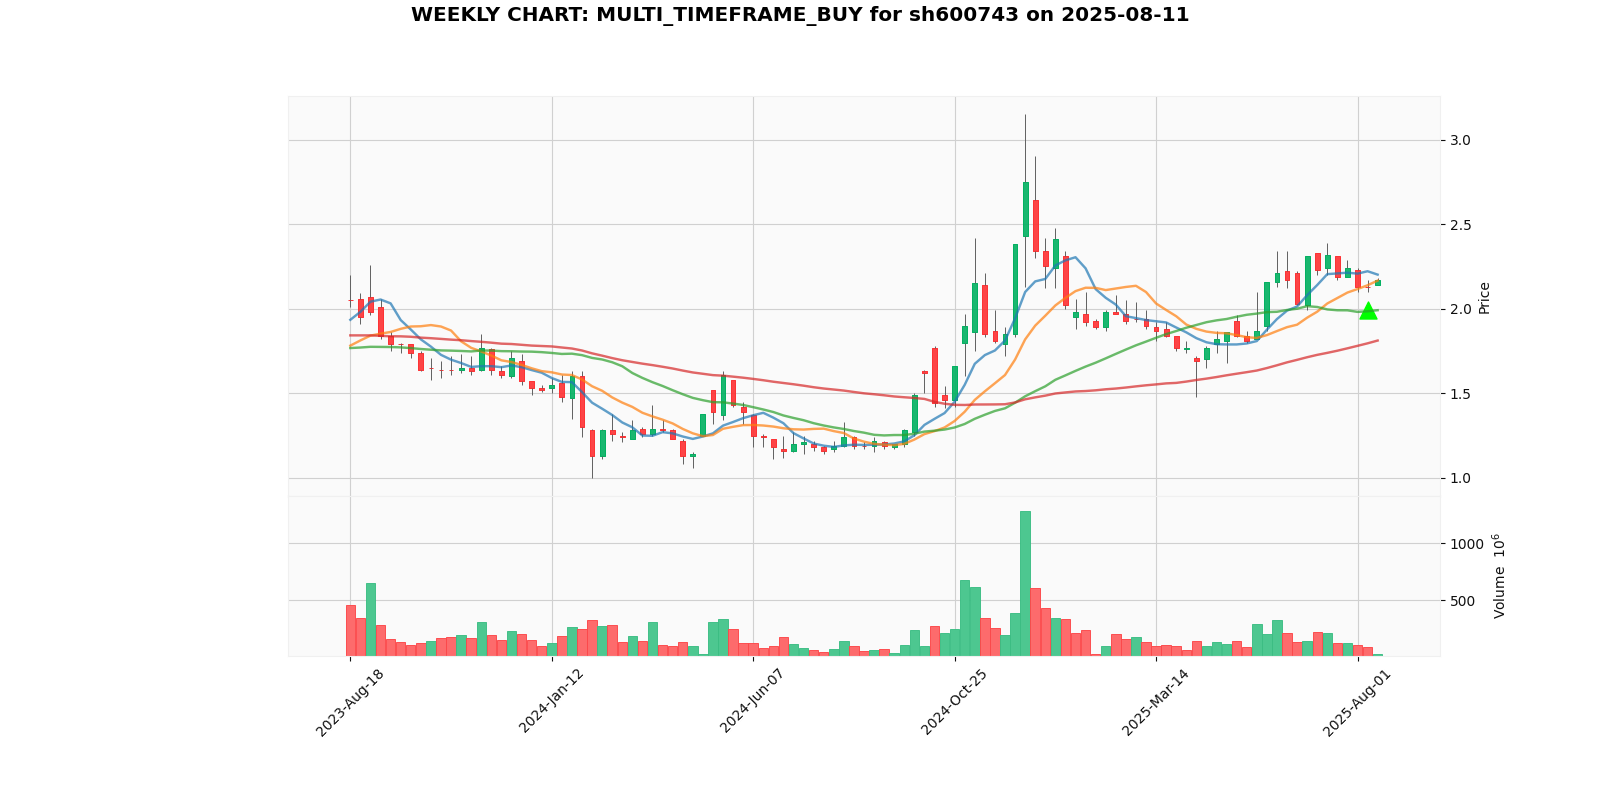 WEEKLY CHART: MULTI_TIMEFRAME_BUY for sh600743 on 2025-08-11
3.0
2.5
2.0
1.5
1.0
Price
1000
500
Volume 10^6
2023-Aug-18
2024-Jan-12
2024-Jun-07
2024-Oct-25
2025-Mar-14
2025-Aug-01